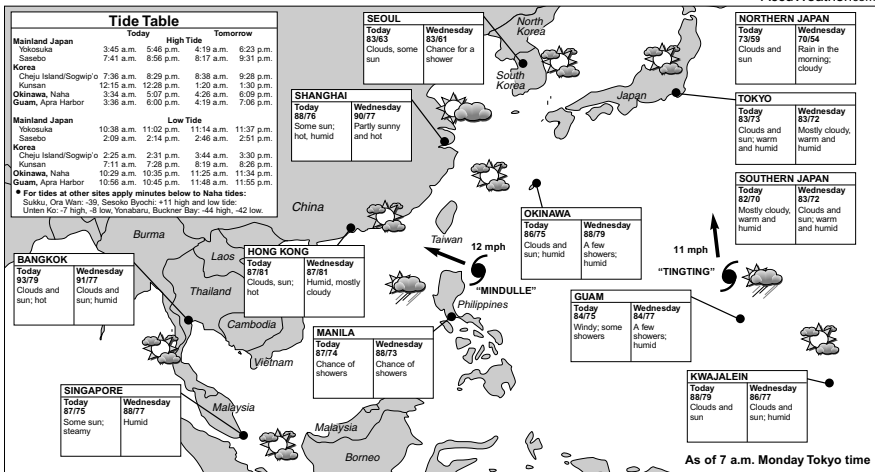 Tide Table
Today Tomorrow
Mainland Japan High Tide
Yokosuka 3:45 a.m. 5:46 p.m. 4:19 a.m. 6:23 p.m.
Sasebo 7:41 a.m. 8:56 p.m. 8:17 a.m. 9:31 p.m.
Korea
Cheju Island/Sogwip'o 7:36 a.m. 8:29 p.m. 8:38 a.m. 9:28 p.m.
Kunsan 12:15 a.m. 12:28 p.m. 1:20 a.m. 1:30 p.m.
Okinawa, Naha 3:34 a.m. 5:07 p.m. 4:26 a.m. 6:09 p.m.
Guam, Apra Harbor 3:36 a.m. 6:00 p.m. 4:19 a.m. 7:06 p.m.
Mainland Japan Low Tide
Yokosuka 10:38 a.m. 11:02 p.m. 11:14 a.m. 11:37 p.m.
Sasebo 2:09 a.m. 2:14 p.m. 2:46 a.m. 2:51 p.m.
Korea
Cheju Island/Sogwip'o 2:25 a.m. 2:31 p.m. 3:44 a.m. 3:30 p.m.
Kunsan 7:11 a.m. 7:28 p.m. 8:19 a.m. 8:26 p.m.
Okinawa, Naha 10:29 a.m. 10:35 p.m. 11:25 a.m. 11:34 p.m.
Guam, Apra Harbor 10:56 a.m. 10:45 p.m. 11:48 a.m. 11:55 p.m.
• For tides at other sites apply minutes below to Naha tides:
Sukku, Ora Wan: -39, Sesoko Byochi: +11 high and low tide:
Unten Ko: -7 high, -8 low, Yonabaru, Buckner Bay: -44 high, -42 low.
SEOUL
Today
83/63
Clouds, some
sun
Wednesday
83/61
Chance for a
shower
North
Korea
South
Korea
Japan
NORTHERN JAPAN
Today
73/59
Clouds and
sun
Wednesday
70/54
Rain in the
morning;
cloudy
SHANGHAI
Today
88/76
Some sun;
hot, humid
Wednesday
90/77
Partly sunny
and hot
TOKYO
Today
83/73
Clouds and
sun; warm
and humid
Wednesday
83/72
Mostly cloudy,
warm and
humid
SOUTHERN JAPAN
Today
82/70
Mostly cloudy,
warm and
humid
Wednesday
83/72
Clouds and
sun; warm
and humid
China
Taiwan
OKINAWA
Today
86/75
Clouds and
sun; humid
Wednesday
88/79
A few
showers;
humid
Burma
Laos
Thailand
Cambodia
Vietnam
HONG KONG
Today
87/81
Clouds, sun;
hot
Wednesday
87/81
Humid, mostly
cloudy
12 mph
"MINDULLE"
11 mph
"TINGTING"
BANGKOK
Today
93/79
Clouds and
sun; hot
Wednesday
91/77
Clouds and
sun; humid
Philippines
GUAM
Today
84/75
Windy; some
showers
Wednesday
84/77
A few
showers;
humid
MANILA
Today
87/74
Chance of
showers
Wednesday
88/73
Chance of
showers
KWAJALEIN
Today
88/79
Clouds and
sun
Wednesday
86/77
Clouds and
sun; humid
SINGAPORE
Today
87/75
Some sun;
steamy
Wednesday
88/77
Humid
Malaysia
Malaysia
Borneo
As of 7 a.m. Monday Tokyo time